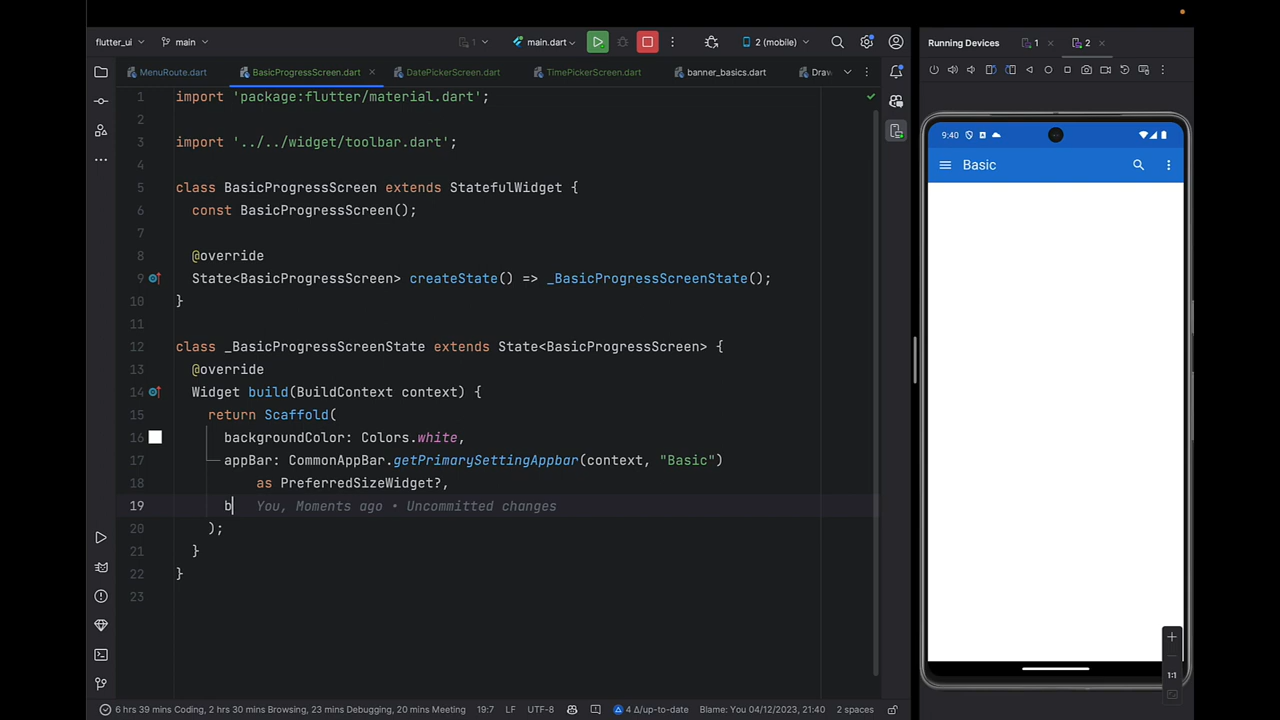 flutter_ui
main
1
main.dart
2 (mobile)
Running Devices
1
2
MenuRoute.dart
BasicProgressScreen.dart
DatePickerScreen.dart
TimePickerScreen.dart
banner_basics.dart
Draw
1 import 'package:flutter/material.dart';
2
3 import '../../widget/toolbar.dart';
4
5 class BasicProgressScreen extends StatefulWidget {
6 const BasicProgressScreen();
7
8 @override
9 State<BasicProgressScreen> createState() => _BasicProgressScreenState();
10 }
11
12 class _BasicProgressScreenState extends State<BasicProgressScreen> {
13 @override
14 Widget build(BuildContext context) {
15 return Scaffold(
16 backgroundColor: Colors.white,
17 appBar: CommonAppBar.getPrimarySettingAppbar(context, "Basic")
18 as PreferredSizeWidget?,
19 b You, Moments ago • Uncommitted changes
20 );
21 }
22 }
23
9:40
Basic
1:1
6 hrs 39 mins Coding, 2 hrs 30 mins Browsing, 23 mins Debugging, 20 mins Meeting
19:7
LF
UTF-8
4 Δ/up-to-date
Blame: You 04/12/2023, 21:40
2 spaces